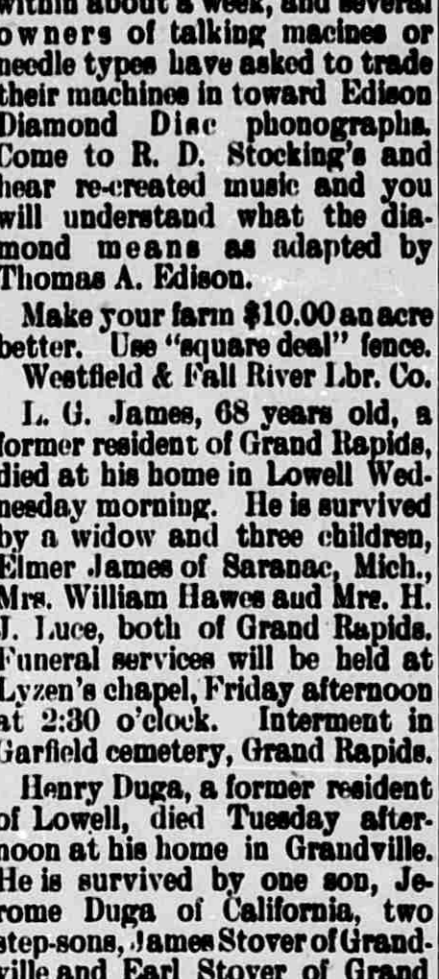 within about a week, and several
owners of talking macines or
needle types have asked to trade
their machines in toward Edison
Diamond Disc phonographs.
Come to R. D. Stocking's and
hear re-created music and you
will understand what the dia-
mond means as adapted by
Thomas A. Edison.
Make your farm $10.00 an acre
better. Use "square deal" fence.
Westfield & Fall River Lbr. Co.
L. G. James, 68 years old, a
former resident of Grand Rapids,
died at his home in Lowell Wed-
nesday morning. He is survived
by a widow and three children,
Elmer James of Saranac, Mich.,
Mrs. William Hawes aud Mrs. H.
J. Luce, both of Grand Rapids.
Funeral services will be held at
Lyzen's chapel, Friday afternoon
at 2:30 o'clock. Interment in
Garfield cemetery, Grand Rapids.
Henry Duga, a former resident
of Lowell, died Tuesday after-
noon at his home in Grandville.
He is survived by one son, Je-
rome Duga of California, two
step-sons, James Stover of Grand-
ville and Earl Stover of Grand